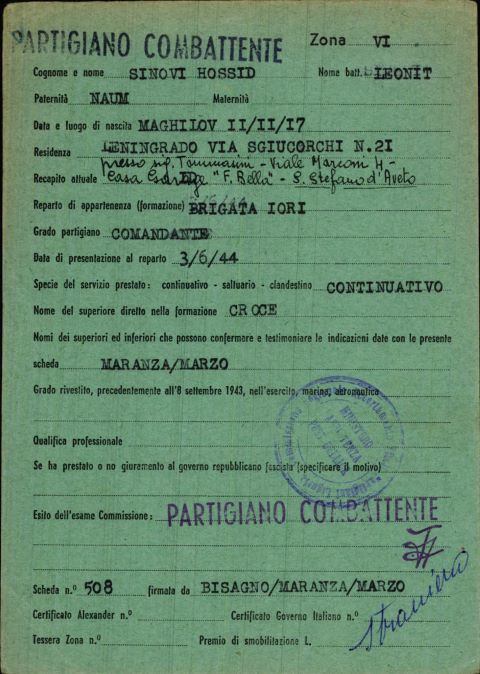 PARTIGIANO COMBATTENTE Zona VI
Cognome e nome SINOVI HOSSID Nome batt. LEONIT
Paternità NAUM Maternità
Data e luogo di nascita MAGHILOV II/II/I7
Residenza LENINGRADO VIA SGIUCORCHI N.2I
presso sig. Tommasini - Viale Marconi 4 -
Recapito attuale Casa "F. Bella" - S. Stefano d'Aveto
Reparto di appartenenza (formazione) BRIGATA IORI
Grado partigiano COMANDANTE
Data di presentazione al reparto 3/6/44
Specie del servizio prestato: continuativo - saltuario - clandestino CONTINUATIVO
Nome del superiore diretto nella formazione CROCE
Nomi dei superiori ed inferiori che possono confermare e testimoniare le indicazioni date con le presente
scheda MARANZA/MARZO
Grado rivestito, precedentemente all'8 settembre 1943, nell'esercito, marina, aeronautica
Qualifica professionale
Se ha prestato o no giuramento al governo repubblicano fascista (specificare il motivo)
Esito dell'esame Commissione: PARTIGIANO COMBATTENTE
Scheda n.° 508 firmata da BISAGNO/MARANZA/MARZO
straniero
Certificato Alexander n.° Certificato Governo Italiano n.°
Tessera Zona n.° Premio di smobilitazione L.